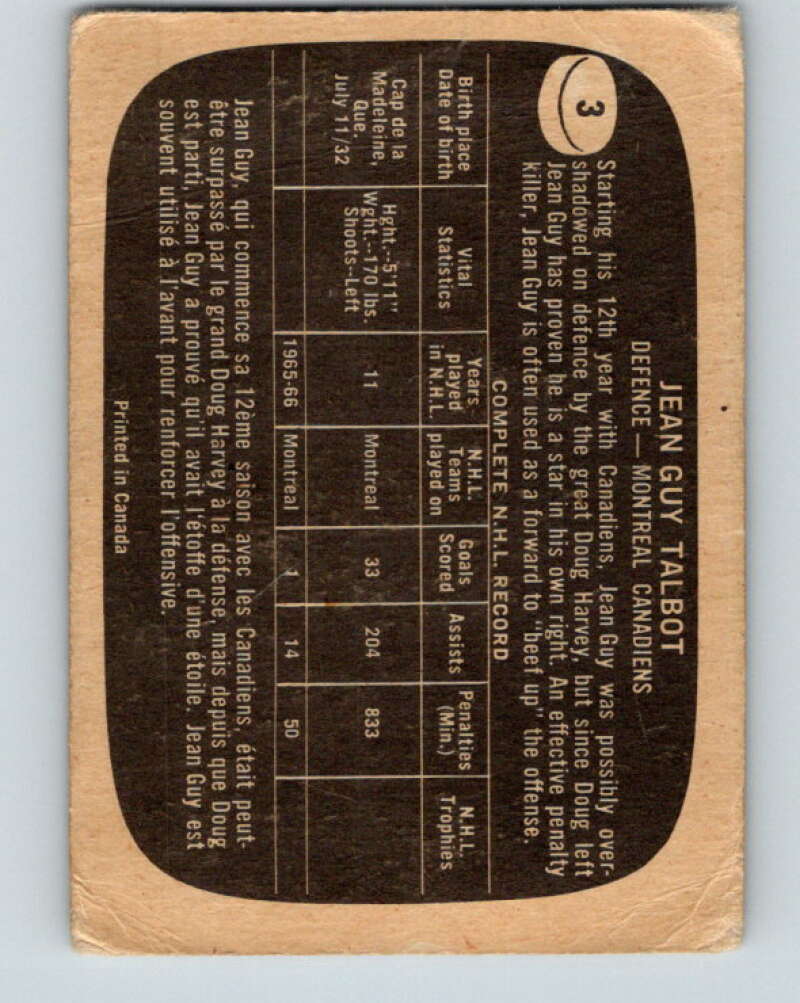 3
JEAN GUY TALBOT
DEFENCE — MONTREAL CANADIENS
Starting his 12th year with Canadiens, Jean Guy was possibly over-
shadowed on defence by the great Doug Harvey, but since Doug left
Jean Guy has proven he is a star in his own right. An effective penalty
killer, Jean Guy is often used as a forward to "beef up" the offense.
COMPLETE N.H.L. RECORD
Birth place
Date of birth
Vital
Statistics
Years
played
in N.H.L.
N.H.L.
Teams
played on
Goals
Scored
Assists
Penalties
(Min.)
N.H.L.
Trophies
Cap de la
Madeleine,
Que.
July 11/32
Hght.--5'11"
Wght.--170 lbs.
Shoots--Left
11
Montreal
33
204
833
1965-66
Montreal
1
14
50
Jean Guy, qui commence sa 12ème saison avec les Canadiens, était peut-
être surpassé par le grand Doug Harvey à la défense, mais depuis que Doug
est parti, Jean Guy a prouvé qu'il avait l'étoffe d'une étoile. Jean Guy est
souvent utilisé à l'avant pour renforcer l'offensive.
Printed in Canada